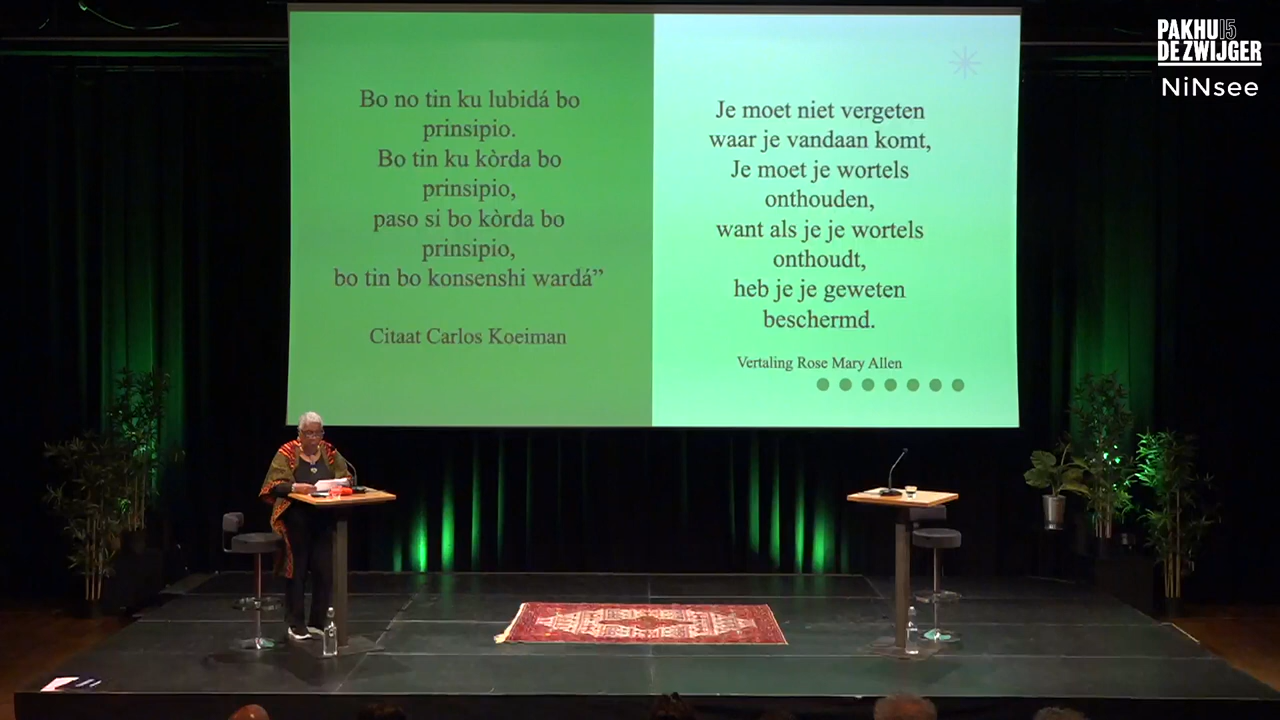 Bo no tin ku lubidá bo
prinsipio.
Bo tin ku kòrda bo
prinsipio,
paso si bo kòrda bo
prinsipio,
bo tin bo konsenshi wardá”
Citaat Carlos Koeiman
Je moet niet vergeten
waar je vandaan komt,
Je moet je wortels
onthouden,
want als je je wortels
onthoudt,
heb je je geweten
beschermd.
Vertaling Rose Mary Allen
PAKHU15
DE ZWIJGER
NiNsee